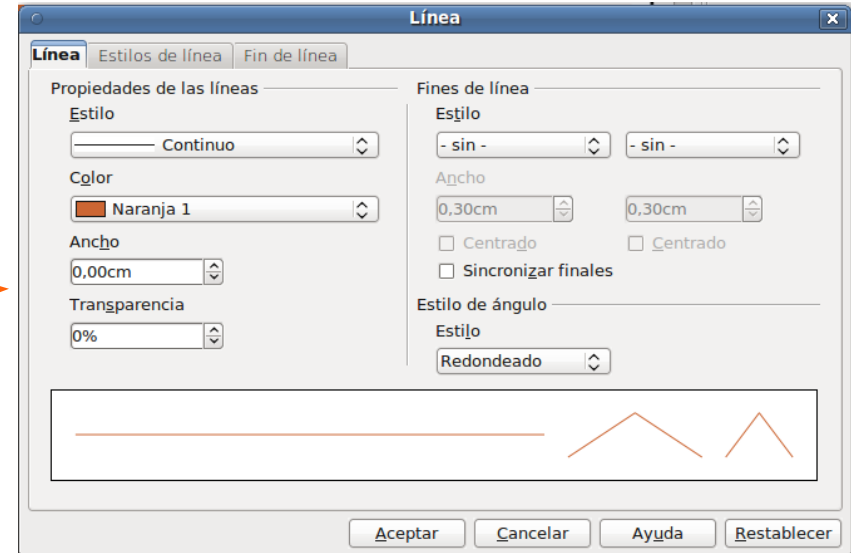 Línea
Línea Estilos de línea Fin de línea
Propiedades de las líneas
Estilo
Continuo
Color
Naranja 1
Ancho
0,00cm
Transparencia
0%
Fines de línea
Estilo
- sin - - sin -
Ancho
0,30cm 0,30cm
Centrado Centrado
Sincronizar finales
Estilo de ángulo
Estilo
Redondeado
Aceptar Cancelar Ayuda Restablecer